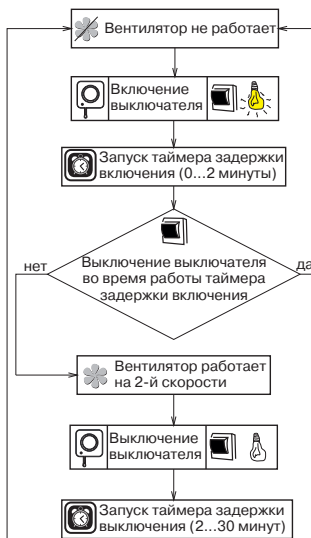 Вентилятор не работает
Включение
выключателя
Запуск таймера задержки
включения (0...2 минуты)
Выключение выключателя
во время работы таймера
задержки включения
нет
да
Вентилятор работает
на 2-й скорости
Выключение
выключателя
Запуск таймера задержки
выключения (2...30 минут)